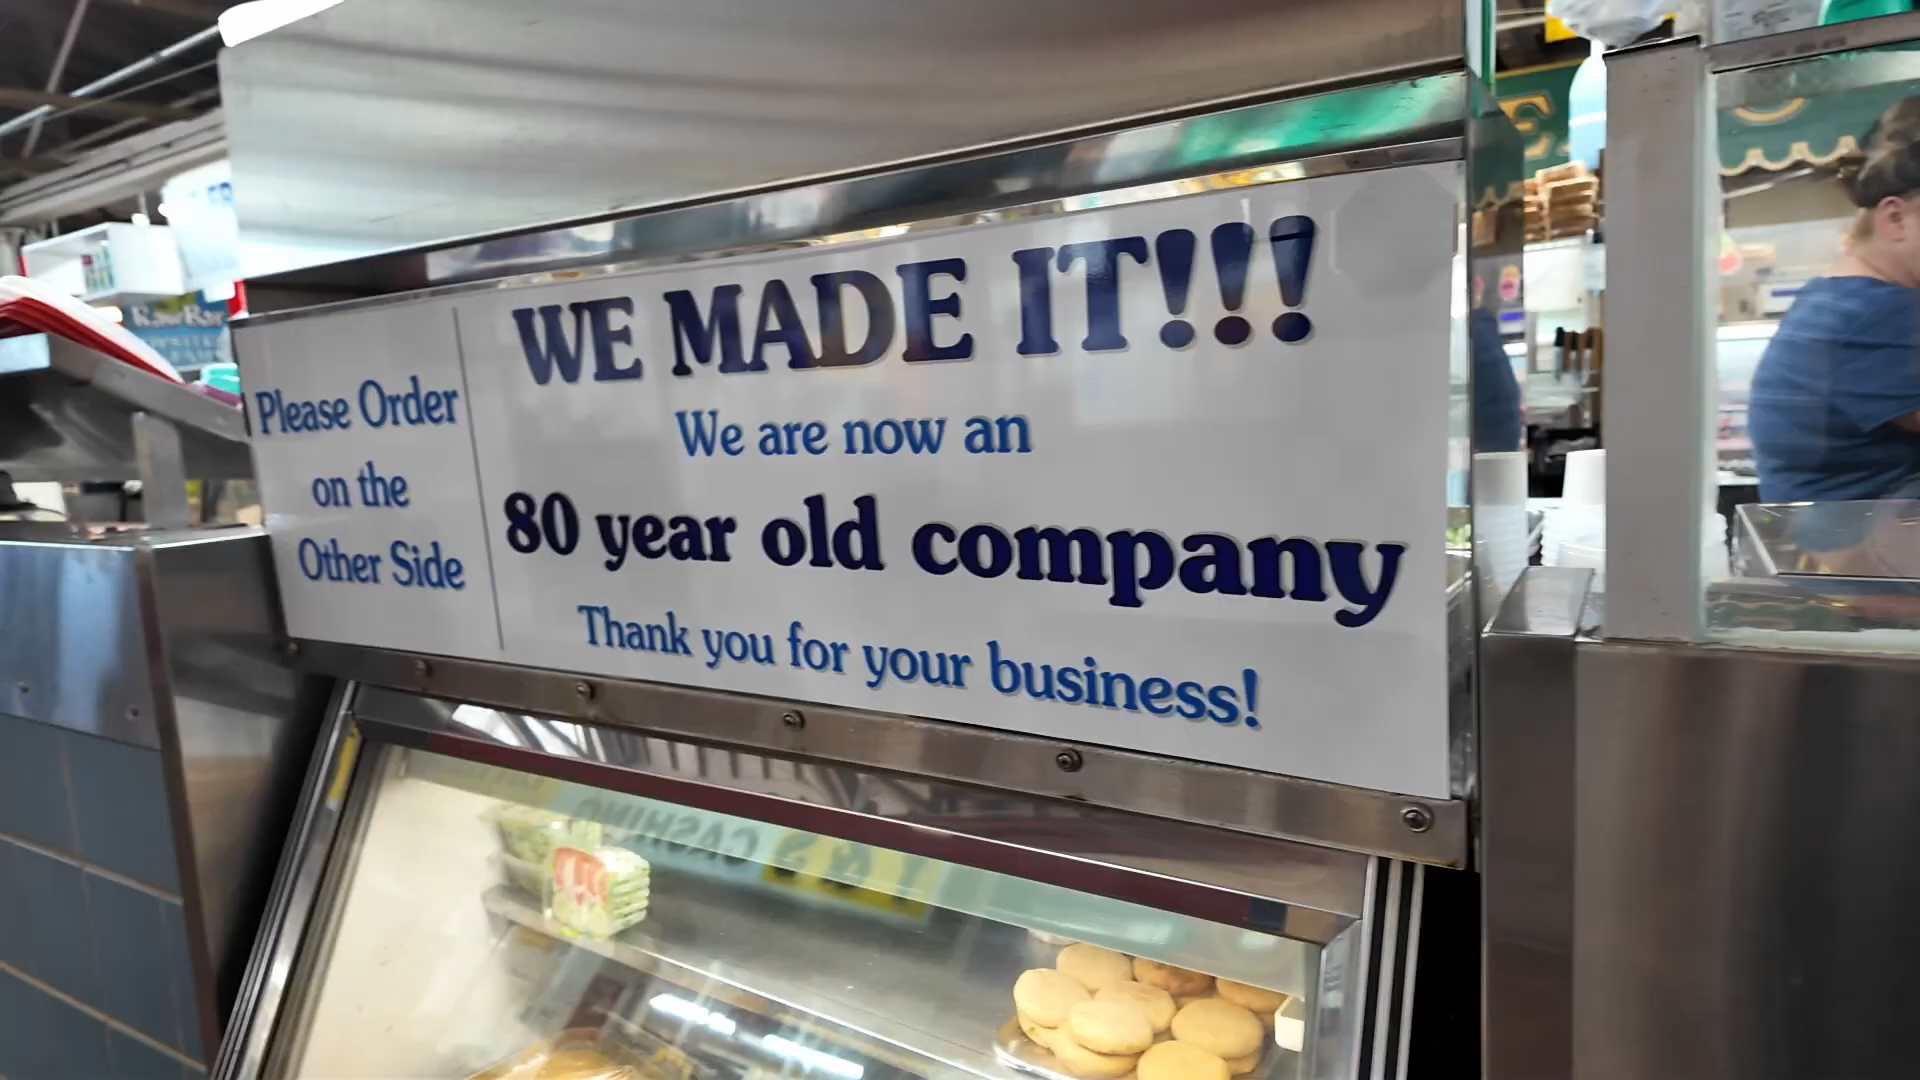 Please Order
on the
Other Side
WE MADE IT!!!
We are now an
80 year old company
Thank you for your business!